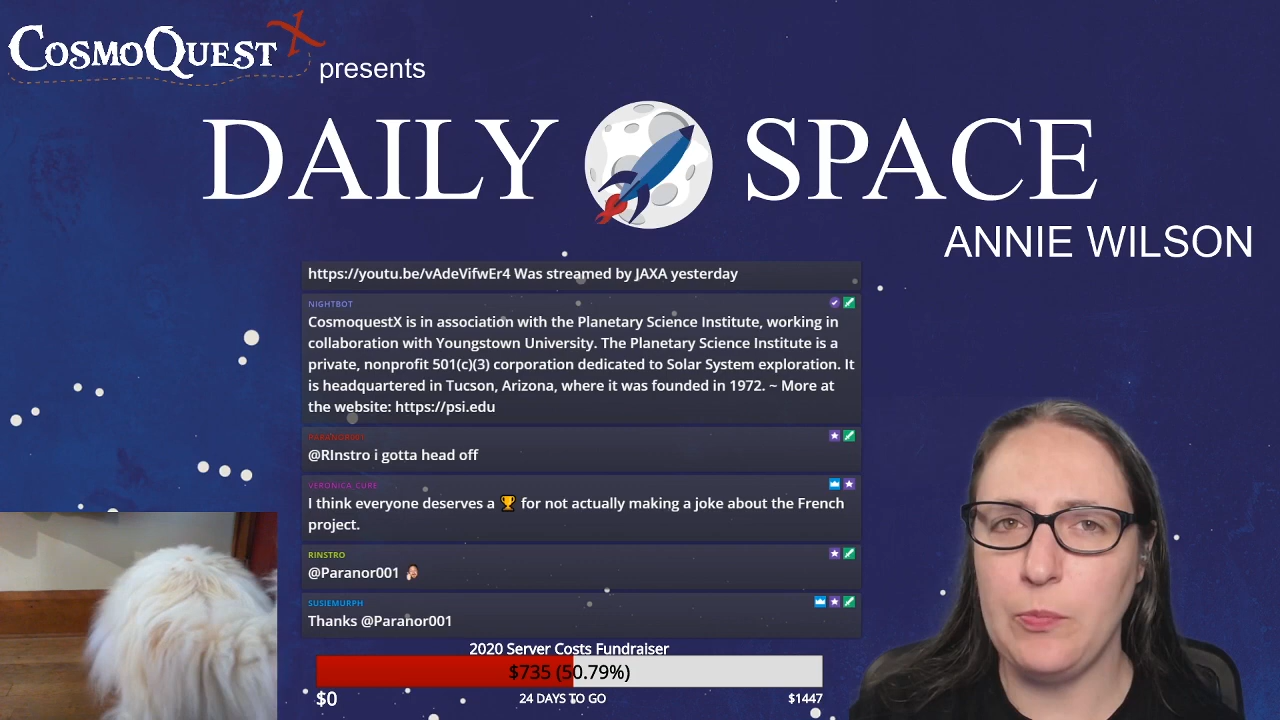 CosmoQuest X
presents
DAILY SPACE
ANNIE WILSON
https://youtu.be/vAdeVifwEr4 Was streamed by JAXA yesterday
NIGHTBOT
CosmoquestX is in association with the Planetary Science Institute, working in
collaboration with Youngstown University. The Planetary Science Institute is a
private, nonprofit 501(c)(3) corporation dedicated to Solar System exploration. It
is headquartered in Tucson, Arizona, where it was founded in 1972. ~ More at
the website: https://psi.edu
PARANOR001
@RInstro i gotta head off
VERONICA CURE
I think everyone deserves a 🏆 for not actually making a joke about the French
project.
RINSTRO
@Paranor001
SUSIEMURPH
Thanks @Paranor001
2020 Server Costs Fundraiser
$735 (50.79%)
$0
24 DAYS TO GO
$1447